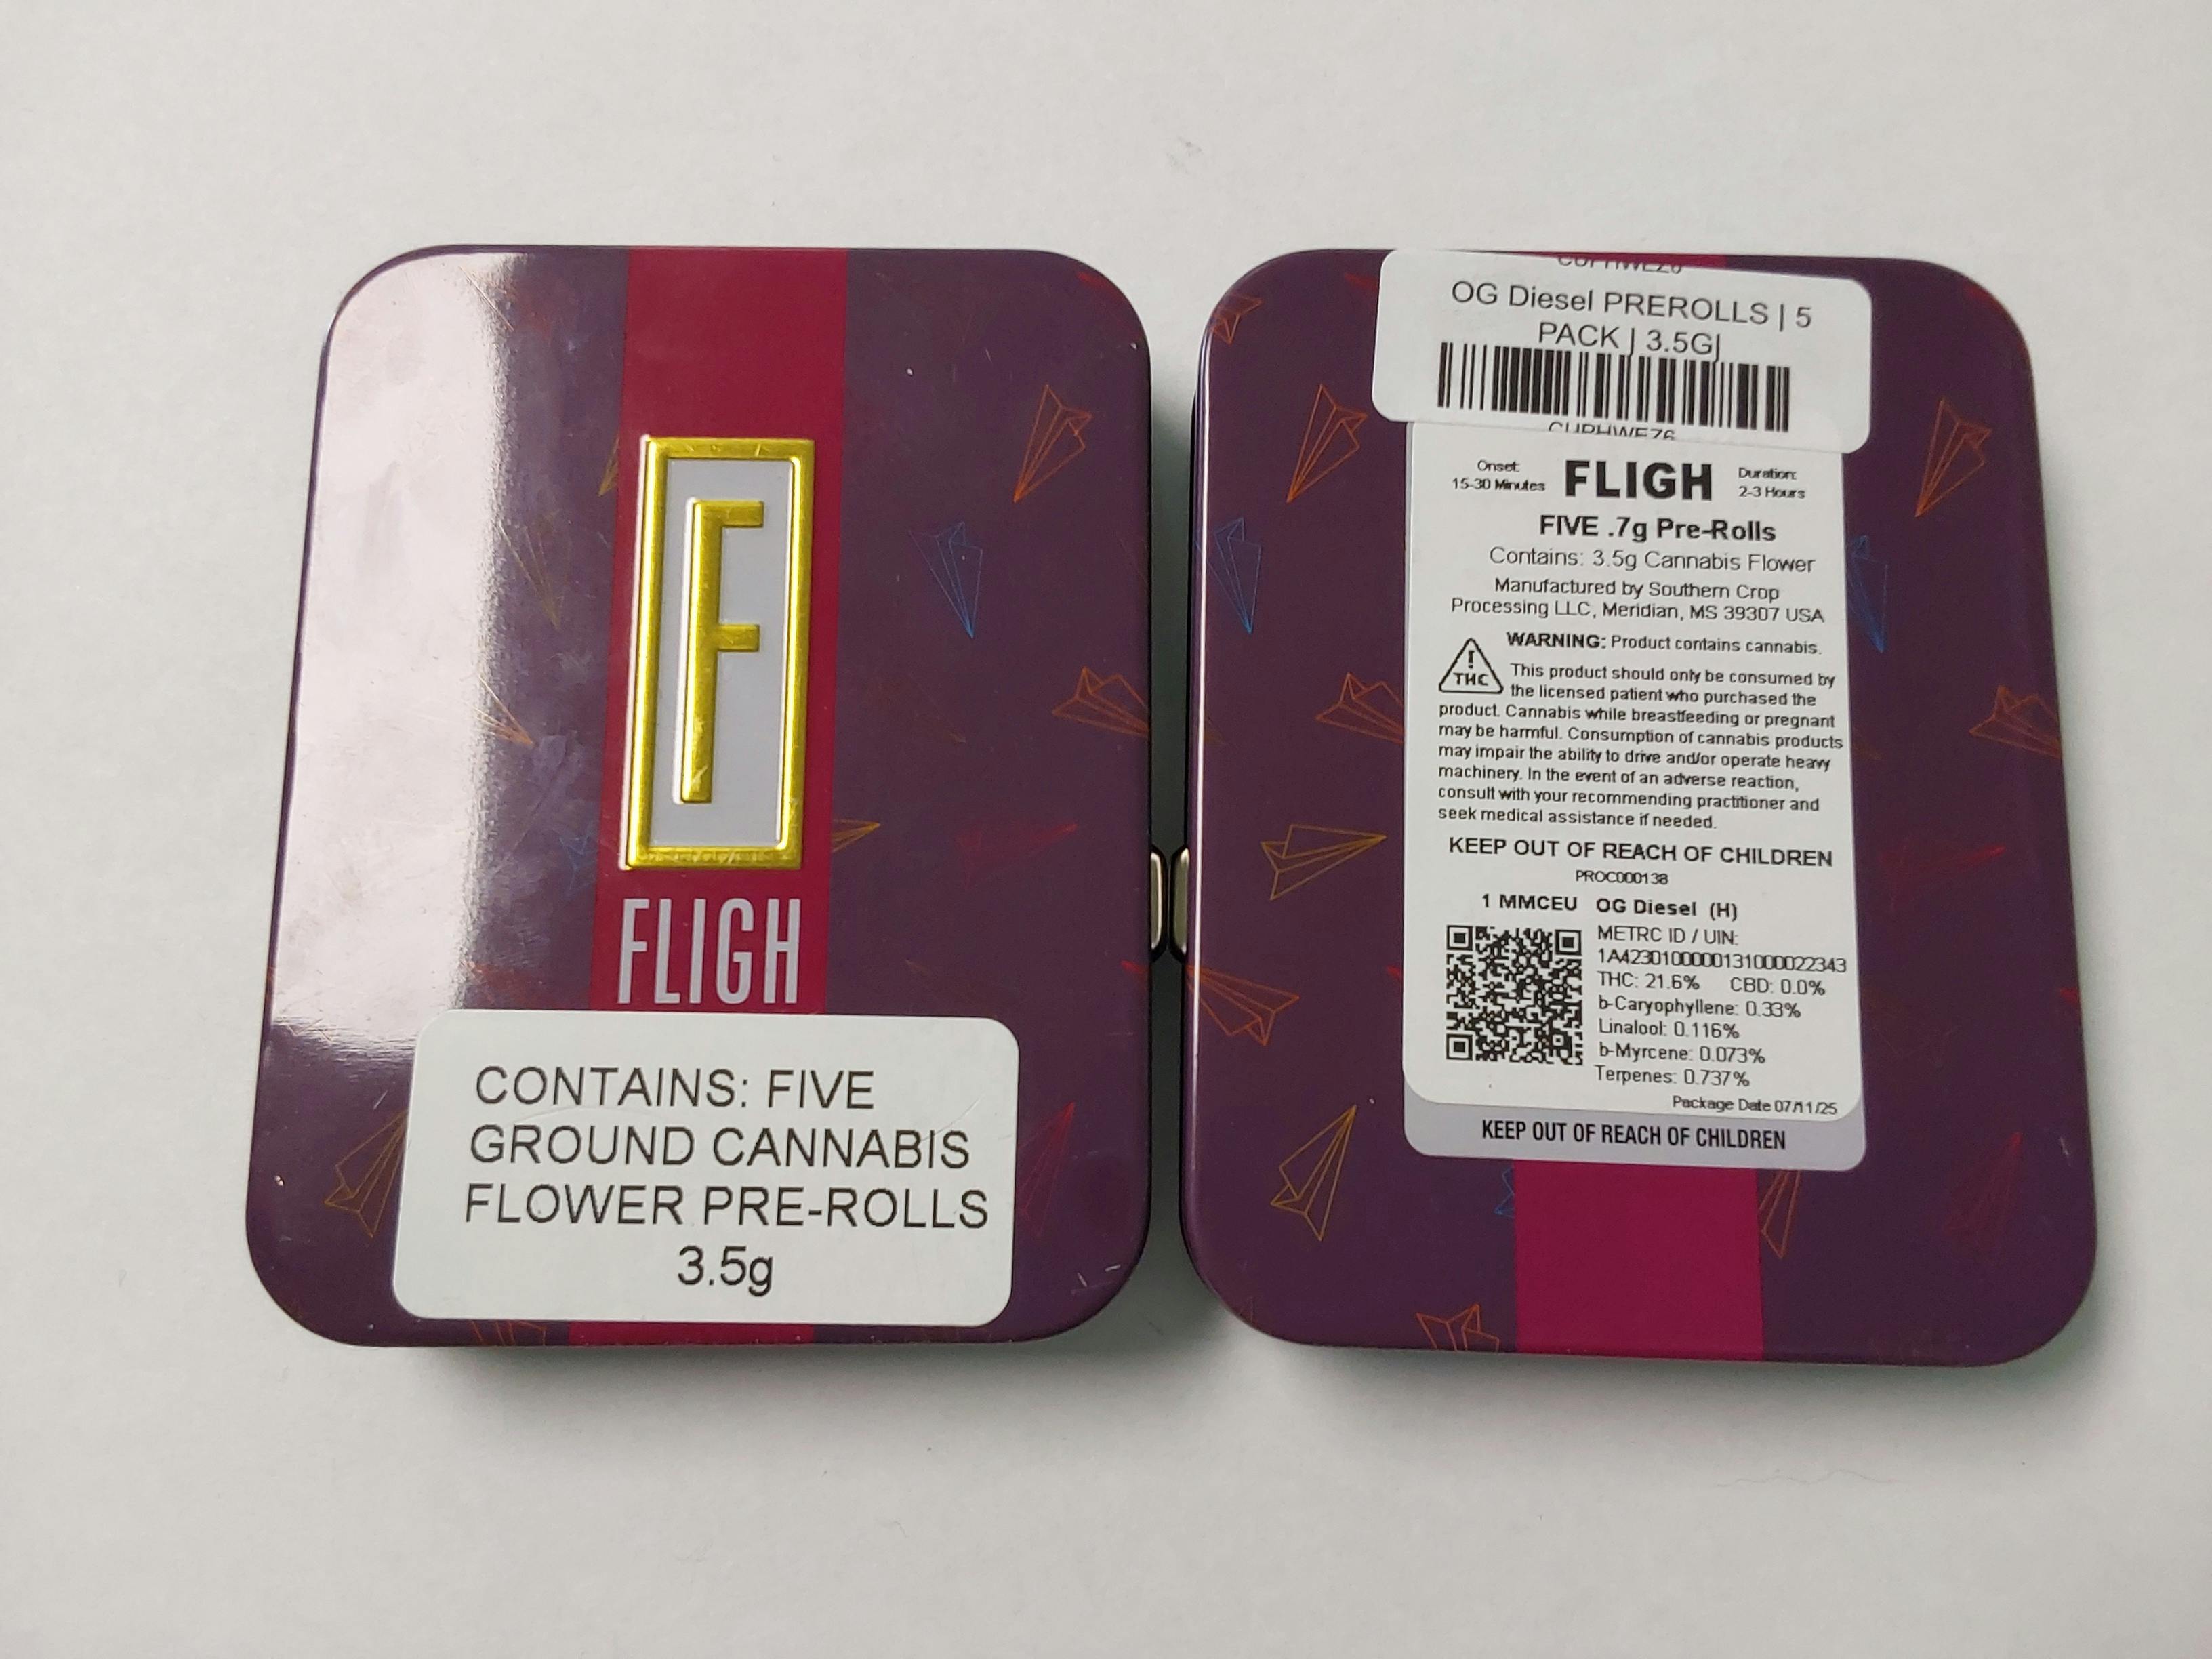 F
FLIGH
CONTAINS: FIVE
GROUND CANNABIS
FLOWER PRE-ROLLS
3.5g
OG Diesel PREROLLS | 5
PACK | 3.5G|
Onset:
15-30 Minutes
FLIGH
Duration:
2-3 Hours
FIVE .7g Pre-Rolls
Contains: 3.5g Cannabis Flower
Manufactured by Southern Crop
Processing LLC, Meridian, MS 39307 USA
WARNING: Product contains cannabis.
! THC
This product should only be consumed by
the licensed patient who purchased the
product. Cannabis while breastfeeding or pregnant
may be harmful. Consumption of cannabis products
may impair the ability to drive and/or operate heavy
machinery. In the event of an adverse reaction,
consult with your recommending practitioner and
seek medical assistance if needed.
KEEP OUT OF REACH OF CHILDREN
PROC000138
1 MMCEU OG Diesel (H)
METRC ID / UIN:
1A4230100000131000022343
THC: 21.6% CBD: 0.0%
b-Caryophyllene: 0.33%
Linalool: 0.116%
b-Myrcene: 0.073%
Terpenes: 0.737%
Package Date 07/11/25
KEEP OUT OF REACH OF CHILDREN